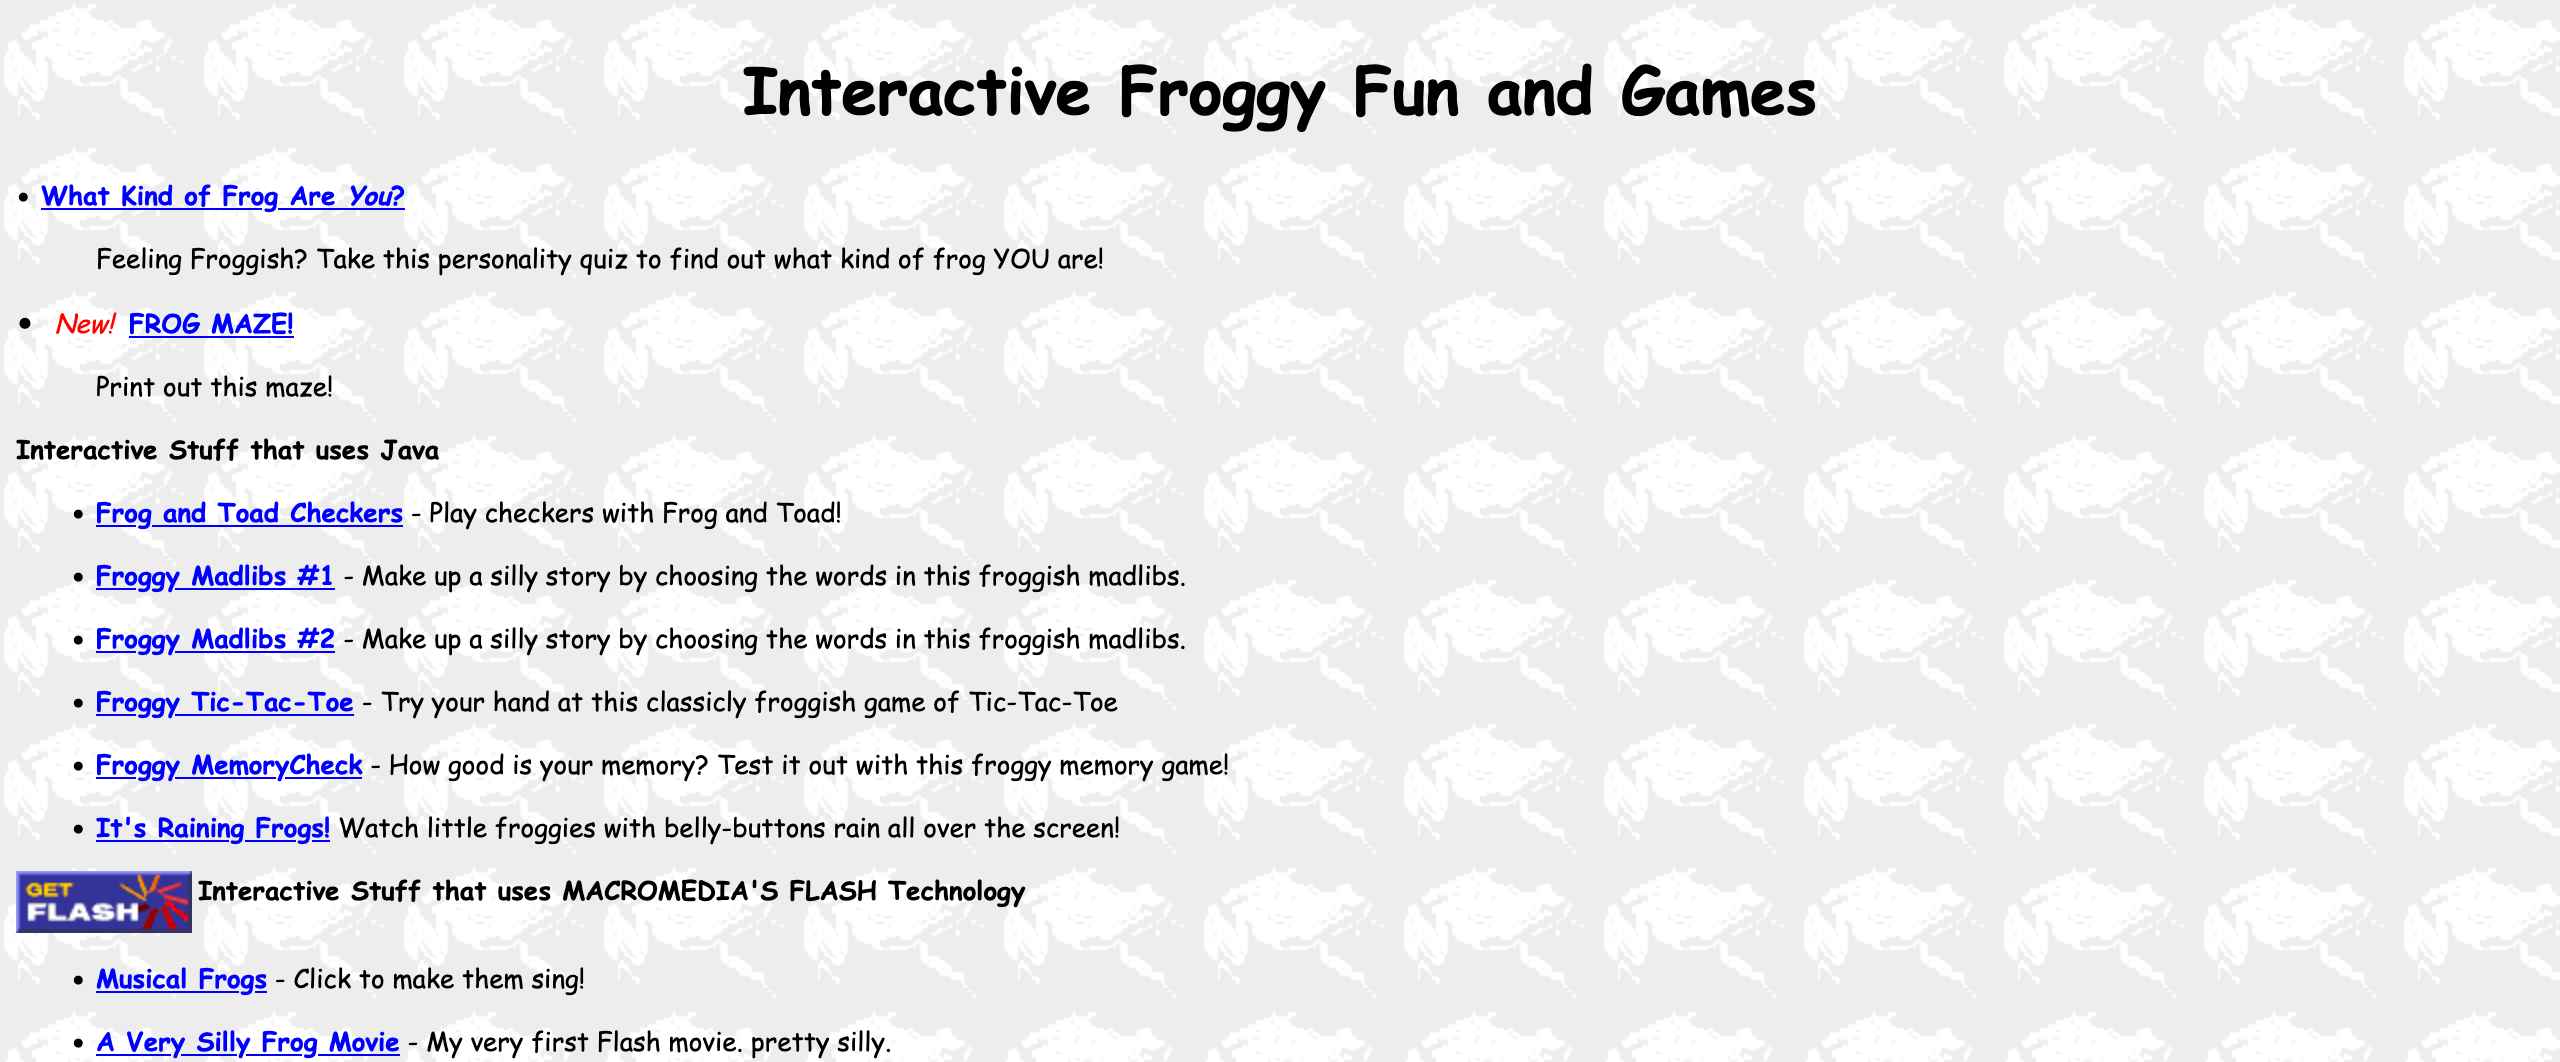 Interactive Froggy Fun and Games
• What Kind of Frog Are You?
Feeling Froggish? Take this personality quiz to find out what kind of frog YOU are!
• New! FROG MAZE!
Print out this maze!
Interactive Stuff that uses Java
• Frog and Toad Checkers - Play checkers with Frog and Toad!
• Froggy Madlibs #1 - Make up a silly story by choosing the words in this froggish madlibs.
• Froggy Madlibs #2 - Make up a silly story by choosing the words in this froggish madlibs.
• Froggy Tic-Tac-Toe - Try your hand at this classicly froggish game of Tic-Tac-Toe
• Froggy MemoryCheck - How good is your memory? Test it out with this froggy memory game!
• It's Raining Frogs! Watch little froggies with belly-buttons rain all over the screen!
GET FLASH Interactive Stuff that uses MACROMEDIA'S FLASH Technology
• Musical Frogs - Click to make them sing!
• A Very Silly Frog Movie - My very first Flash movie. pretty silly.